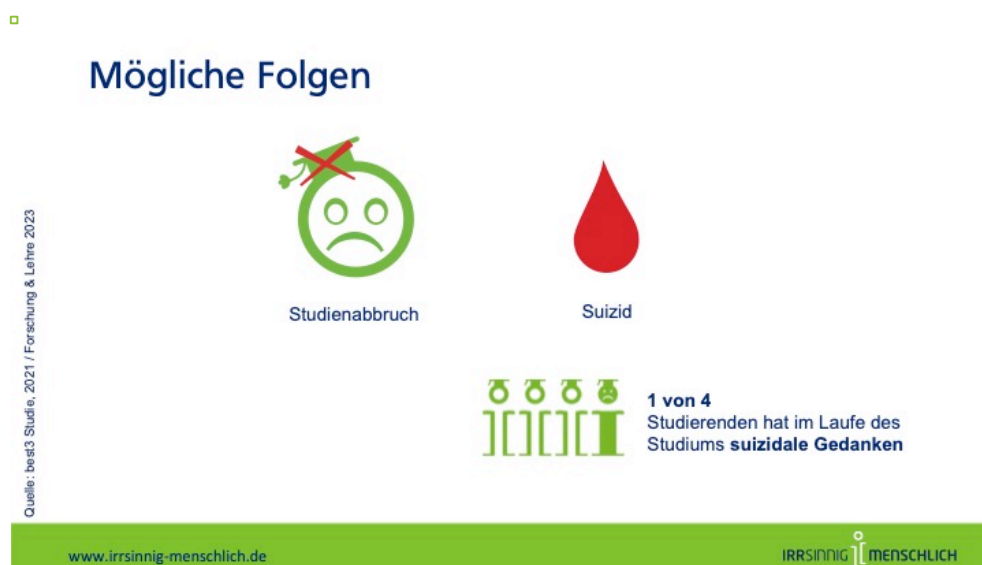 Mögliche Folgen
Studienabbruch
Suizid
1 von 4
Studierenden hat im Laufe des
Studiums suizidale Gedanken
Quelle: best3 Studie, 2021 / Forschung & Lehre 2023
www.irrsinnig-menschlich.de
IRRSINNIG MENSCHLICH